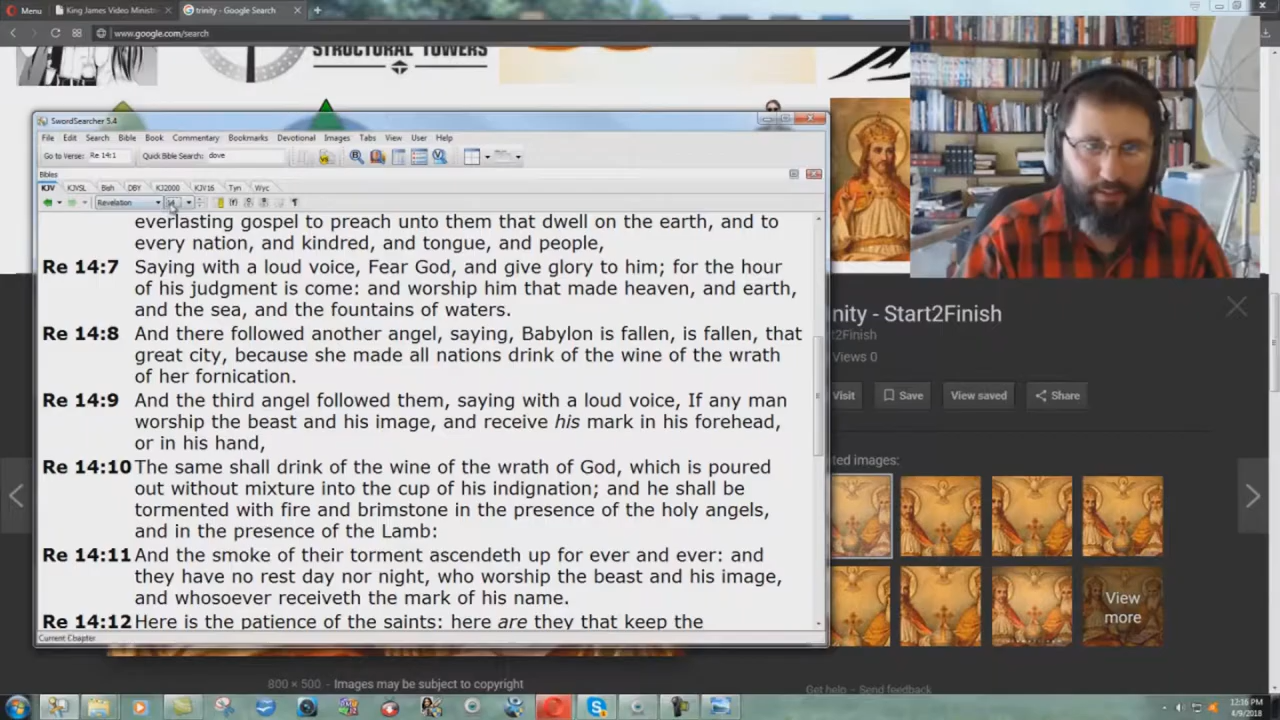 Menu
King James Video Ministr
trinity - Google Search
www.google.com/search
STRUCTURAL TOWERS
SwordSearcher 5.4
File Edit Search Bible Book Commentary Bookmarks Devotional Images Tabs View User Help
Go to Verse: Re 14:1 Quick Bible Search: dove
Bibles
KJV KJVSL Bish DBY KJ2000 KJV16 Tyn Wyc
Revelation 14
everlasting gospel to preach unto them that dwell on the earth, and to
every nation, and kindred, and tongue, and people,
Re 14:7 Saying with a loud voice, Fear God, and give glory to him; for the hour
of his judgment is come: and worship him that made heaven, and earth,
and the sea, and the fountains of waters.
Re 14:8 And there followed another angel, saying, Babylon is fallen, is fallen, that
great city, because she made all nations drink of the wine of the wrath
of her fornication.
Re 14:9 And the third angel followed them, saying with a loud voice, If any man
worship the beast and his image, and receive his mark in his forehead,
or in his hand,
Re 14:10 The same shall drink of the wine of the wrath of God, which is poured
out without mixture into the cup of his indignation; and he shall be
tormented with fire and brimstone in the presence of the holy angels,
and in the presence of the Lamb:
Re 14:11 And the smoke of their torment ascendeth up for ever and ever: and
they have no rest day nor night, who worship the beast and his image,
and whosoever receiveth the mark of his name.
Re 14:12 Here is the patience of the saints: here are they that keep the
Current Chapter
nity - Start2Finish
2Finish
Views 0
Visit Save View saved Share
ted images:
View
more
800 × 500 - Images may be subject to copyright
Get help - Send feedback
12:16 PM
4/9/2018